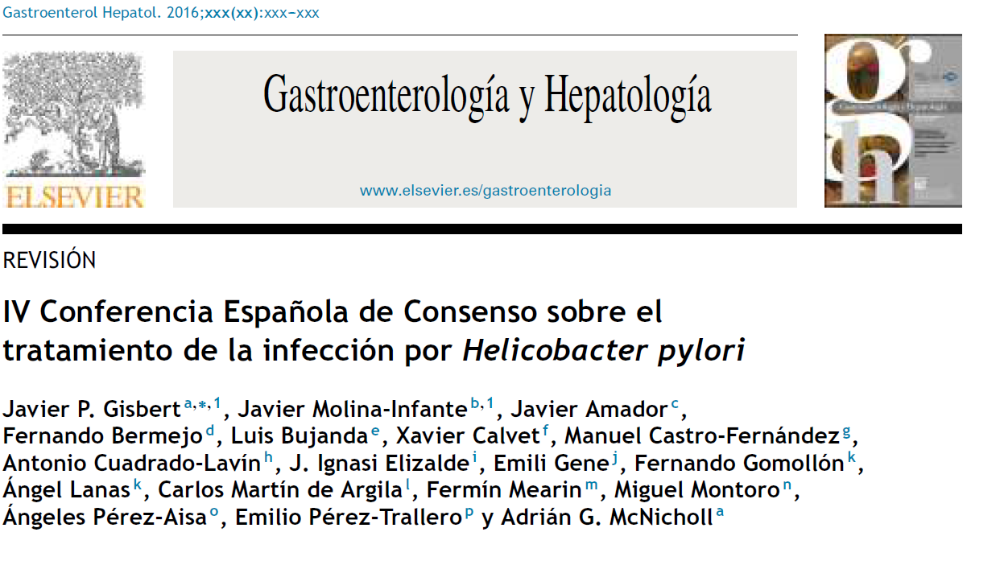 Gastroenterol Hepatol. 2016;xxx(xx):xxx–xxx
Gastroenterología y Hepatología
www.elsevier.es/gastroenterologia
ELSEVIER
gh
REVISIÓN
IV Conferencia Española de Consenso sobre el
tratamiento de la infección por Helicobacter pylori
Javier P. Gisbert a,*,1, Javier Molina-Infante b,1, Javier Amador c,
Fernando Bermejo d, Luis Bujanda e, Xavier Calvet f, Manuel Castro-Fernández g,
Antonio Cuadrado-Lavín h, J. Ignasi Elizalde i, Emili Gene j, Fernando Gomollón k,
Ángel Lanas k, Carlos Martín de Argila l, Fermín Mearin m, Miguel Montoro n,
Ángeles Pérez-Aisa o, Emilio Pérez-Trallero p y Adrián G. McNicholl a